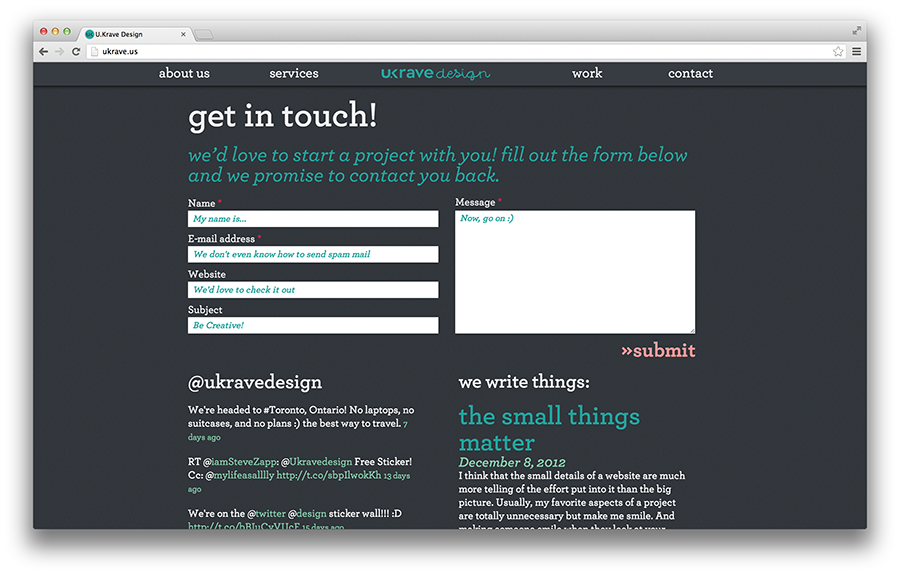 U.Krave Design
ukrave.us
about us
services
ukrave design
work
contact
get in touch!
we'd love to start a project with you! fill out the form below
and we promise to contact you back.
Name *
My name is...
E-mail address *
We don't even know how to send spam mail
Website
We'd love to check it out
Subject
Be Creative!
Message *
Now, go on :)
»submit
@ukravedesign
We're headed to #Toronto, Ontario! No laptops, no
suitcases, and no plans :) the best way to travel. 7
days ago
RT @iamSteveZapp: @Ukravedesign Free Sticker!
Cc: @mylifeasalllly http://t.co/sbpIlwokKh 13 days
ago
We're on the @twitter @design sticker wall!!! :D
15 days ago
we write things:
the small things
matter
December 8, 2012
I think that the small details of a website are much
more telling of the effort put into it than the big
picture. Usually, my favorite aspects of a project
are totally unnecessary but make me smile. And
making someone smile when they look at your